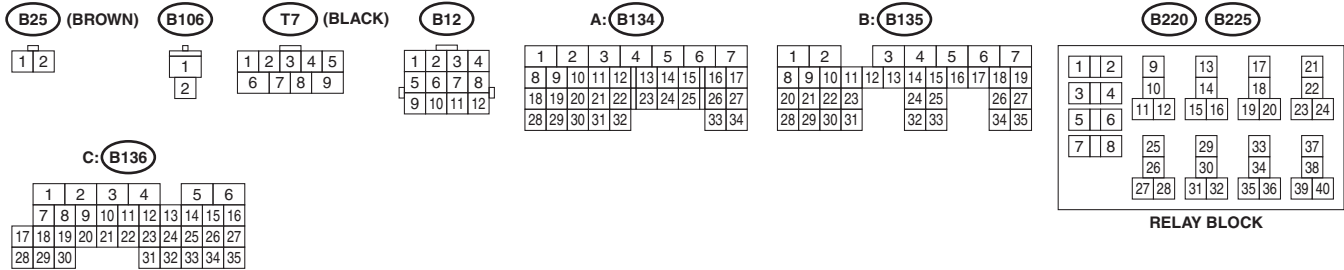 B25 (BROWN) B106 T7 (BLACK) B12 A: B134 B: B135 B220 B225
1 2
1
2
1 2 3 4 5
6 7 8 9
1 2 3 4
5 6 7 8
9 10 11 12
1 2 3 4 5 6 7
8 9 10 11 12 13 14 15 16 17
18 19 20 21 22 23 24 25 26 27
28 29 30 31 32 33 34
1 2 3 4 5 6 7
8 9 10 11 12 13 14 15 16 17 18 19
20 21 22 23 24 25 26 27
28 29 30 31 32 33 34 35
1 2
3 4
5 6
7 8
9 13 17 21
10 14 18 22
11 12 15 16 19 20 23 24
25 29 33 37
26 30 34 38
27 28 31 32 35 36 39 40
RELAY BLOCK
C: B136
1 2 3 4 5 6
7 8 9 10 11 12 13 14 15 16
17 18 19 20 21 22 23 24 25 26 27
28 29 30 31 32 33 34 35